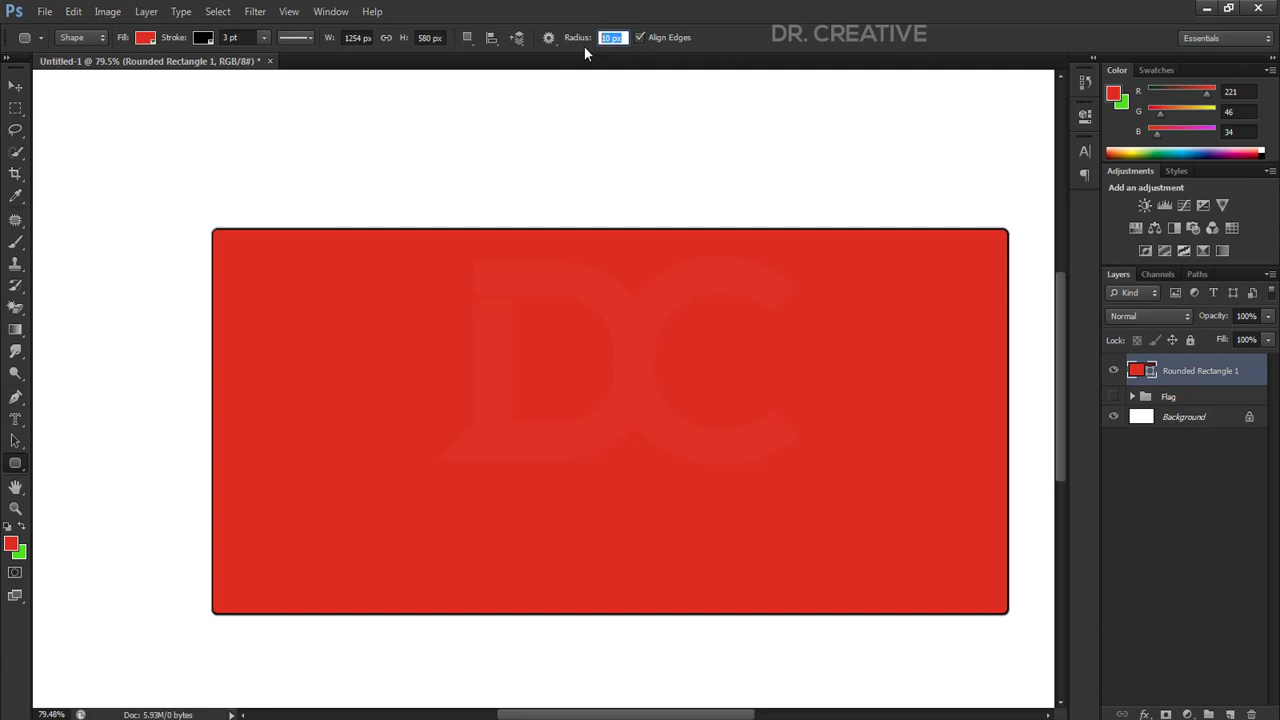 Ps File Edit Image Layer Type Select Filter View Window Help
Shape Fill: Stroke: 3 pt W: 1254 px H: 580 px Radius: 10 px Align Edges DR. CREATIVE Essentials
Untitled-1 @ 79.5% (Rounded Rectangle 1, RGB/8#) * ×
Color Swatches
R 221
G 46
B 34
Adjustments Styles
Add an adjustment
Layers Channels Paths
Kind
Normal Opacity: 100%
Lock: Fill: 100%
Rounded Rectangle 1
Flag
Background
DC
79.48% Doc: 5.93M/0 bytes